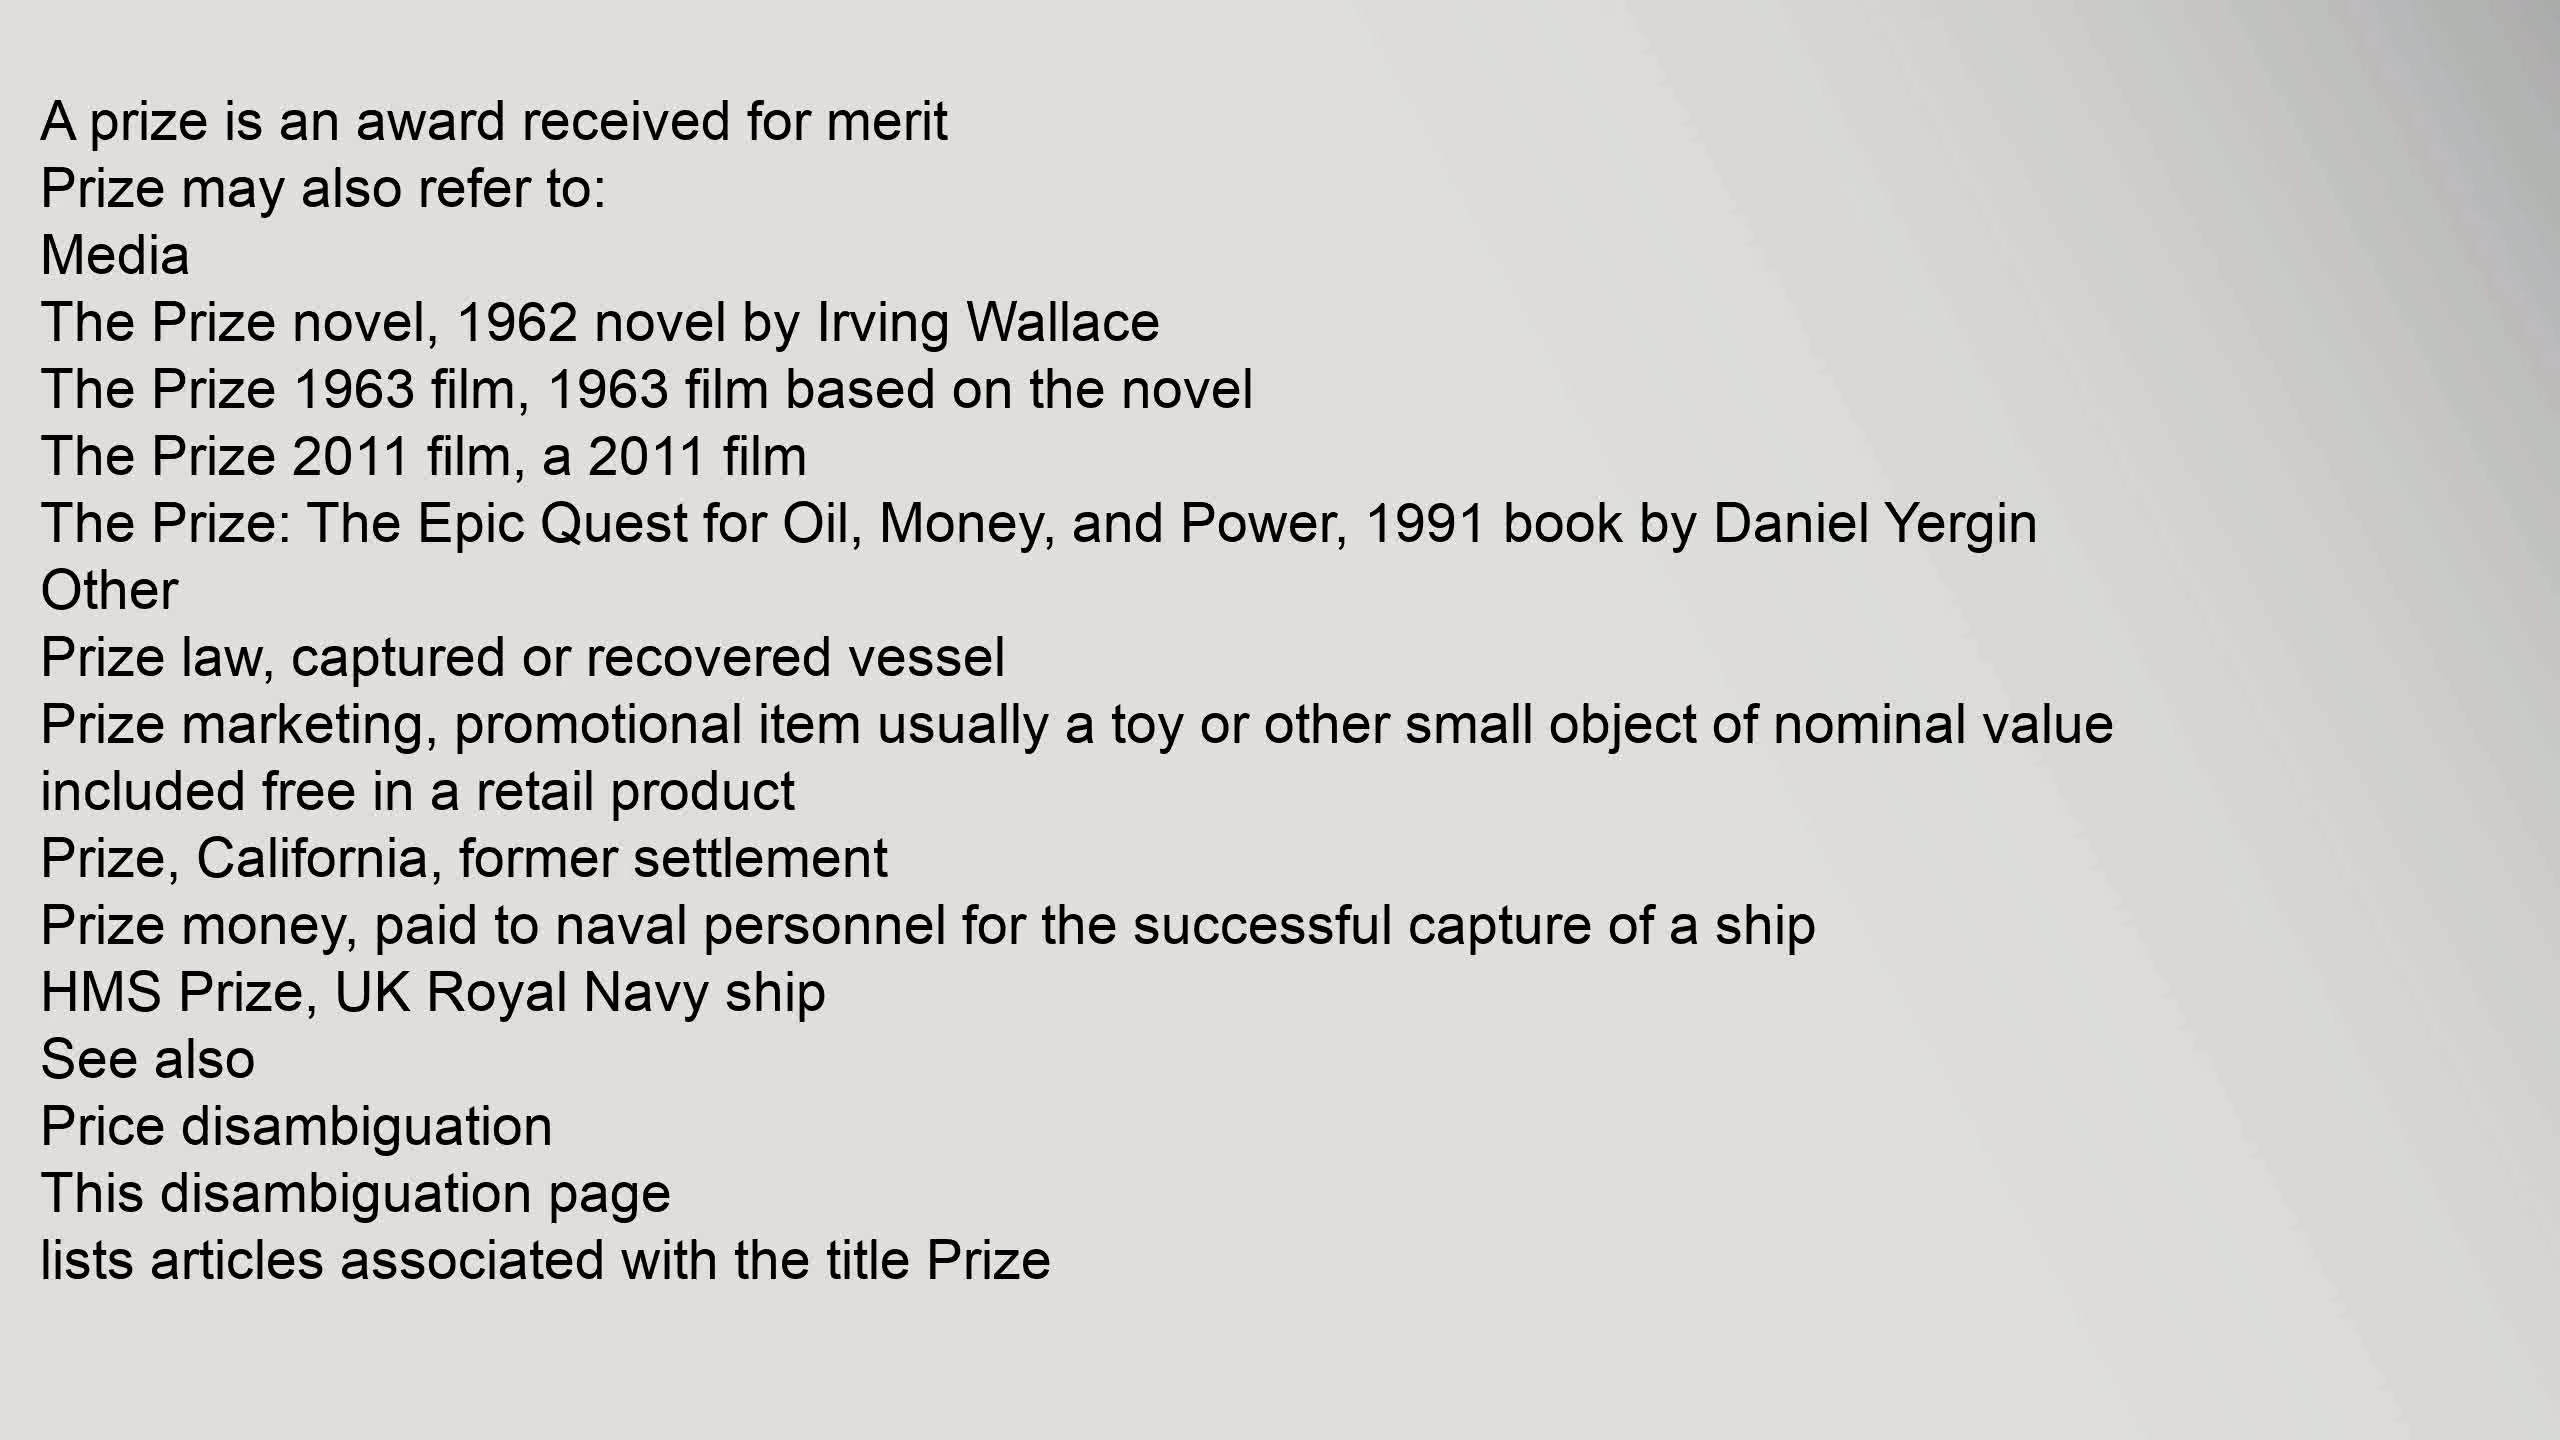 A prize is an award received for merit
Prize may also refer to:
Media
The Prize novel, 1962 novel by Irving Wallace
The Prize 1963 film, 1963 film based on the novel
The Prize 2011 film, a 2011 film
The Prize: The Epic Quest for Oil, Money, and Power, 1991 book by Daniel Yergin
Other
Prize law, captured or recovered vessel
Prize marketing, promotional item usually a toy or other small object of nominal value
included free in a retail product
Prize, California, former settlement
Prize money, paid to naval personnel for the successful capture of a ship
HMS Prize, UK Royal Navy ship
See also
Price disambiguation
This disambiguation page
lists articles associated with the title Prize